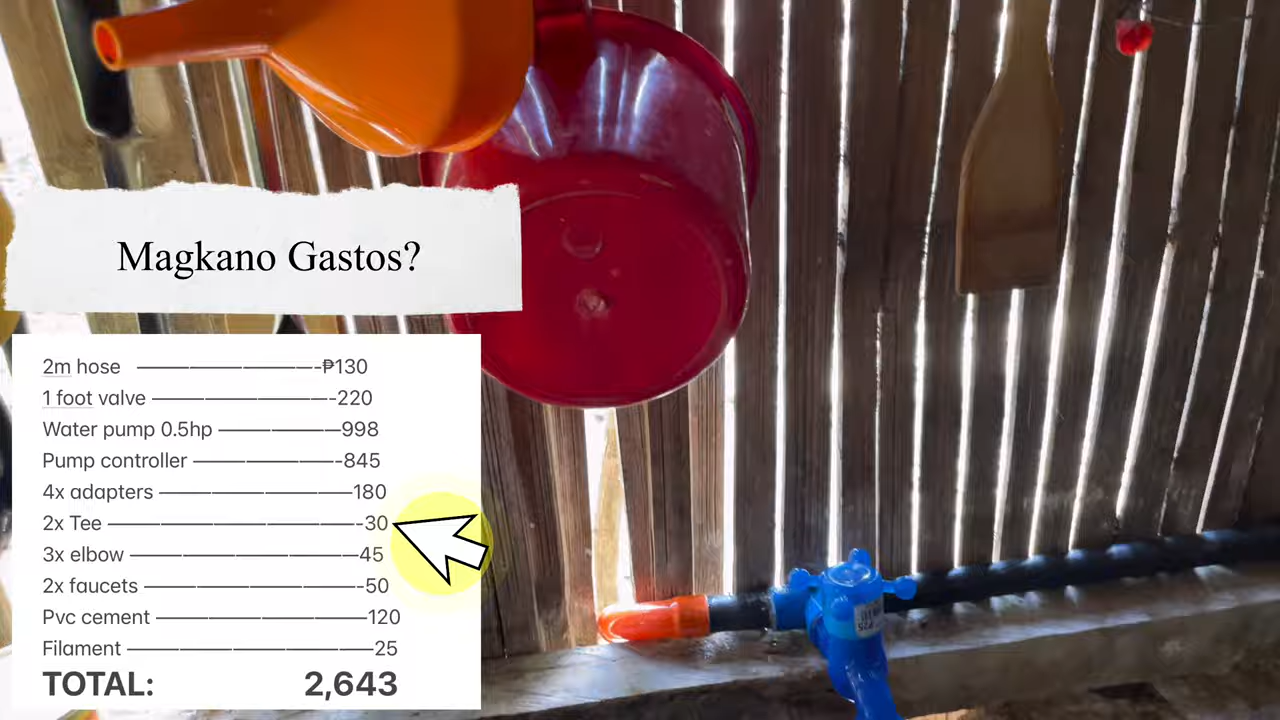 Magkano Gastos?
2m hose —————————-₱130
1 foot valve —————————-220
Water pump 0.5hp ———————998
Pump controller ———————-845
4x adapters ———————————180
2x Tee ————————————-30
3x elbow ————————————45
2x faucets ———————————-50
Pvc cement ———————————120
Filament ————————————25
TOTAL: 2,643
P25